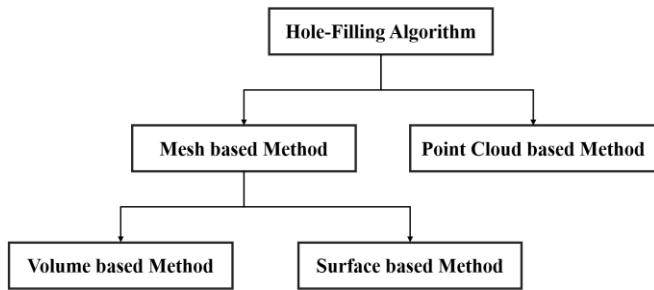 Hole-Filling Algorithm
Mesh based Method
Point Cloud based Method
Volume based Method
Surface based Method